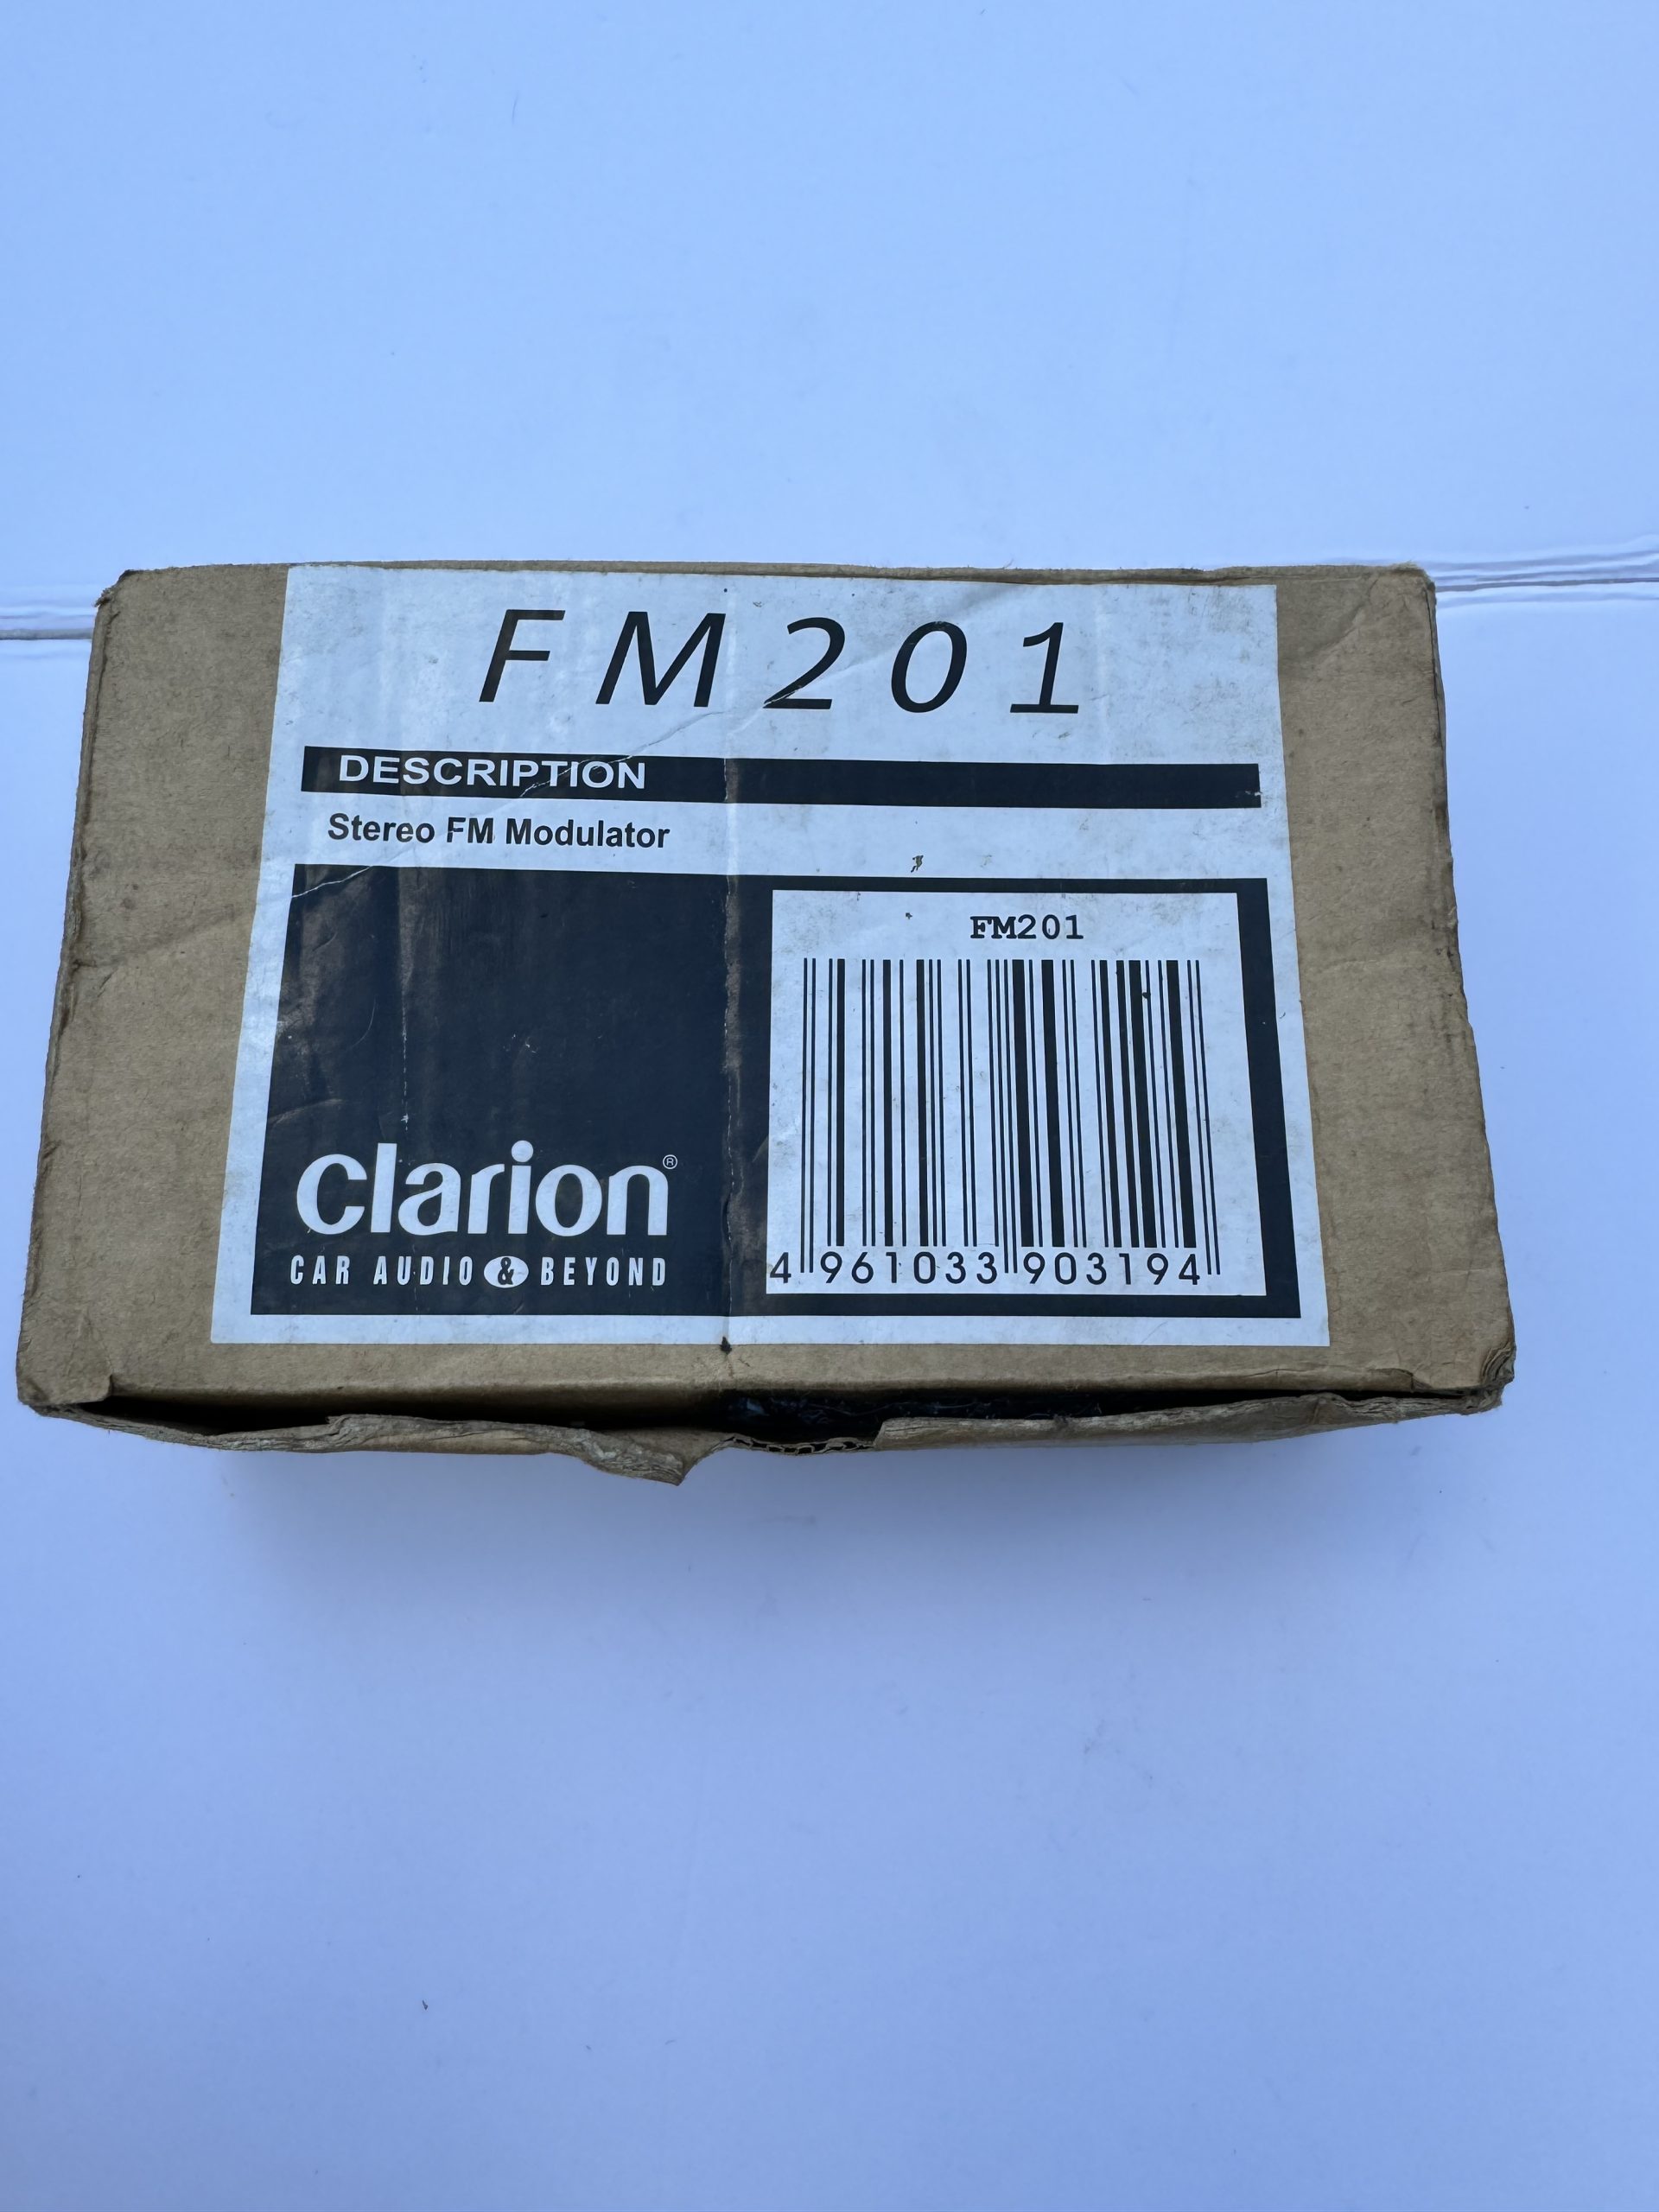 FM201
DESCRIPTION
Stereo FM Modulator
FM201
4 961033 903194
clarion®
CAR AUDIO & BEYOND